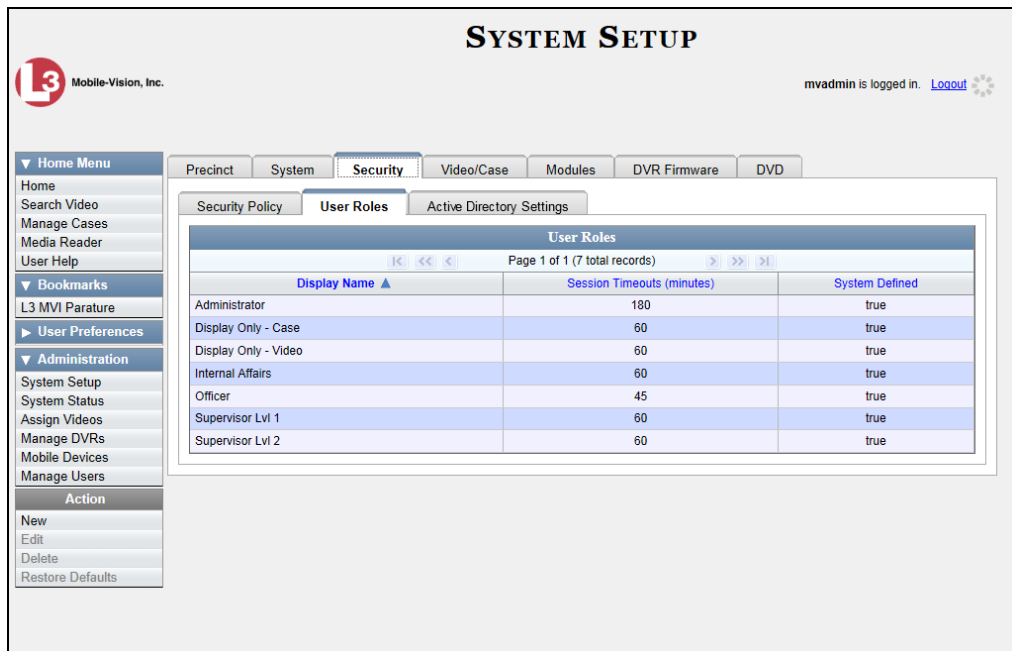 SYSTEM SETUP
L3 Mobile-Vision, Inc.
mvadmin is logged in. Logout
▼ Home Menu
Home
Search Video
Manage Cases
Media Reader
User Help
▼ Bookmarks
L3 MVI Parature
▶ User Preferences
▼ Administration
System Setup
System Status
Assign Videos
Manage DVRs
Mobile Devices
Manage Users
Action
New
Edit
Delete
Restore Defaults
Precinct System Security Video/Case Modules DVR Firmware DVD
Security Policy User Roles Active Directory Settings
User Roles
|< << < Page 1 of 1 (7 total records) > >> >|
Display Name ▲ Session Timeouts (minutes) System Defined
Administrator 180 true
Display Only - Case 60 true
Display Only - Video 60 true
Internal Affairs 60 true
Officer 45 true
Supervisor Lvl 1 60 true
Supervisor Lvl 2 60 true